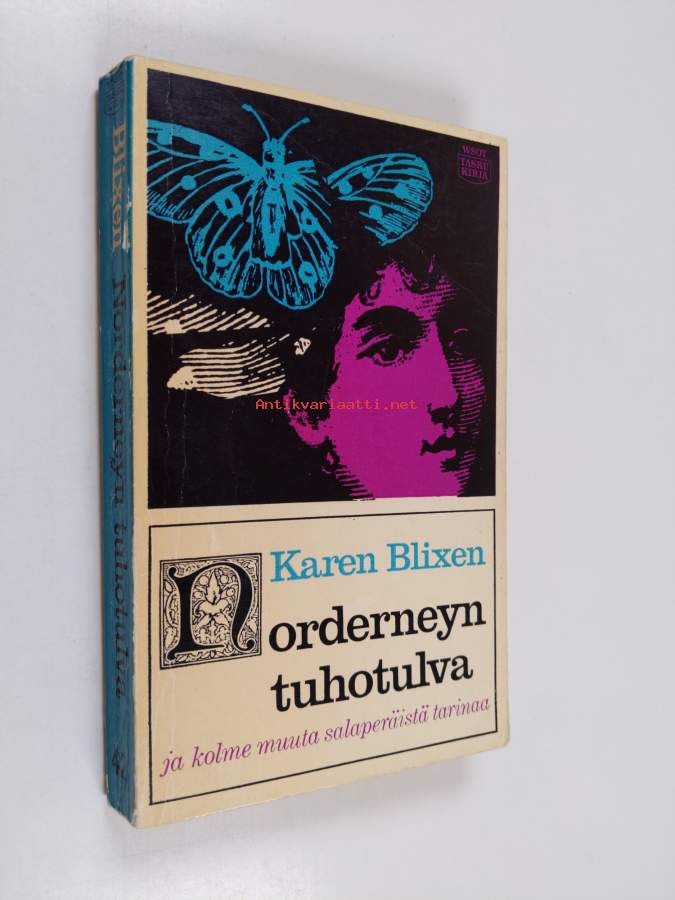 WSOY
TASKU
KIRJA
Karen Blixen
Norderneyn
tuhotulva
ja kolme muuta salaperäistä tarinaa
Blixen Norderneyn tuhotulva
Antikvariaatti.net